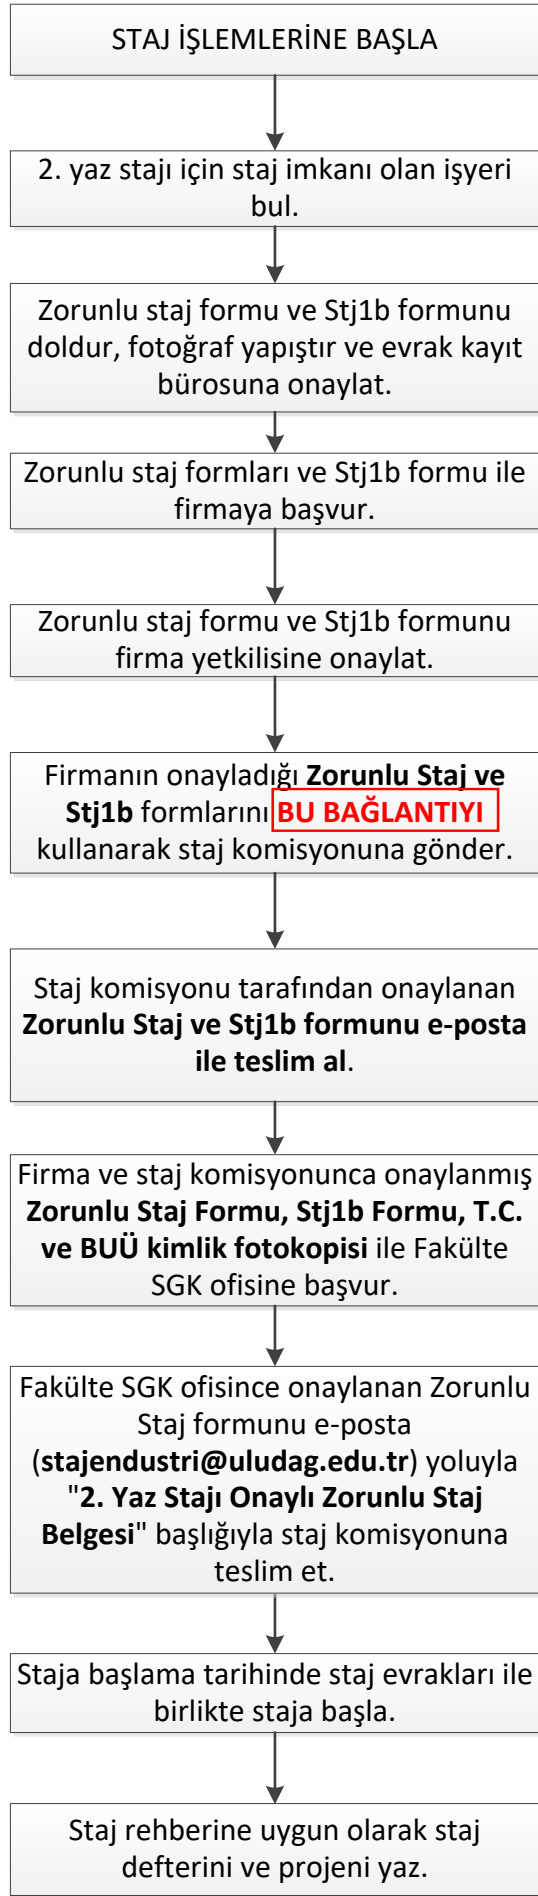 STAJ İŞLEMLERİNE BAŞLA
2. yaz stajı için staj imkanı olan işyeri
bul.
Zorunlu staj formu ve Stj1b formunu
doldur, fotoğraf yapıştır ve evrak kayıt
bürosuna onaylat.
Zorunlu staj formları ve Stj1b formu ile
firmaya başvur.
Zorunlu staj formu ve Stj1b formunu
firma yetkilisine onaylat.
Firmanın onayladığı Zorunlu Staj ve
Stj1b formlarını BU BAĞLANTIYI
kullanarak staj komisyonuna gönder.
Staj komisyonu tarafından onaylanan
Zorunlu Staj ve Stj1b formunu e-posta
ile teslim al.
Firma ve staj komisyonunca onaylanmış
Zorunlu Staj Formu, Stj1b Formu, T.C.
ve BUÜ kimlik fotokopisi ile Fakülte
SGK ofisine başvur.
Fakülte SGK ofisince onaylanan Zorunlu
Staj formunu e-posta
(stajendustri@uludag.edu.tr) yoluyla
"2. Yaz Stajı Onaylı Zorunlu Staj
Belgesi" başlığıyla staj komisyonuna
teslim et.
Staja başlama tarihinde staj evrakları ile
birlikte staja başla.
Staj rehberine uygun olarak staj
defterini ve projeni yaz.